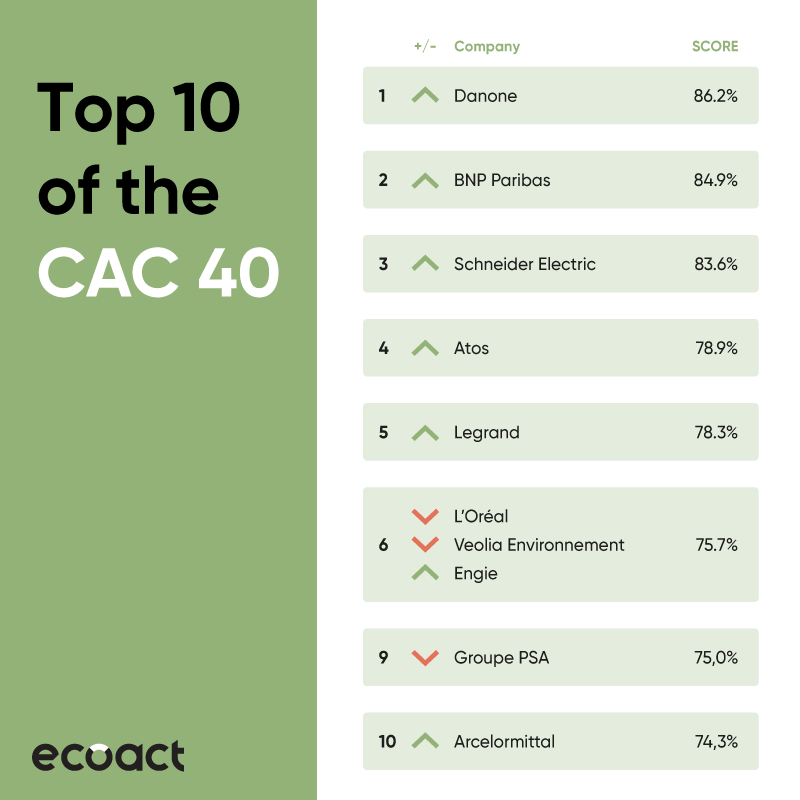 Top 10
of the
CAC 40
+/- Company SCORE
1 Danone 86.2%
2 BNP Paribas 84.9%
3 Schneider Electric 83.6%
4 Atos 78.9%
5 Legrand 78.3%
L’Oréal
6 Veolia Environnement 75.7%
Engie
9 Groupe PSA 75,0%
10 Arcelormittal 74,3%
ecoact